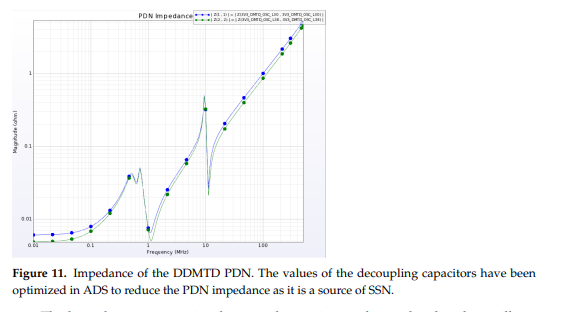 PDN Impedance
Magnitude (ohm)
1
0.1
0.01
0.01
0.1
1
10
100
Frequency (MHz)
Figure 11. Impedance of the DDMTD PDN. The values of the decoupling capacitors have been
optimized in ADS to reduce the PDN impedance as it is a source of SSN.